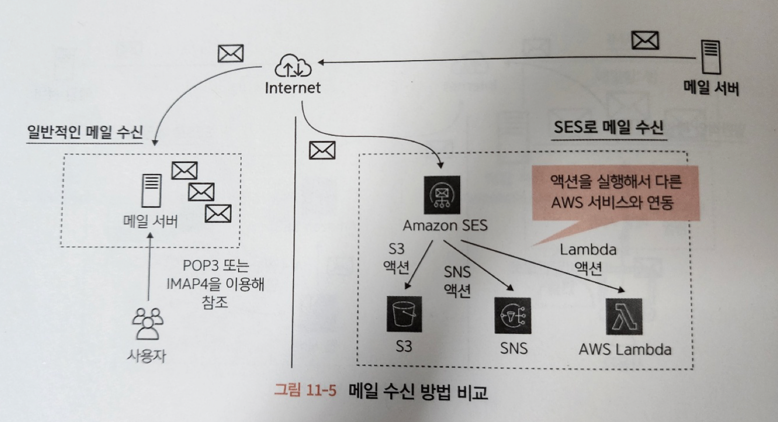 Internet
메일 서버
일반적인 메일 수신
SES로 메일 수신
메일 서버
POP3 또는
IMAP4을 이용해
참조
사용자
Amazon SES
액션을 실행해서 다른
AWS 서비스와 연동
S3
액션
SNS
액션
Lambda
액션
S3
SNS
AWS Lambda
그림 11-5 메일 수신 방법 비교